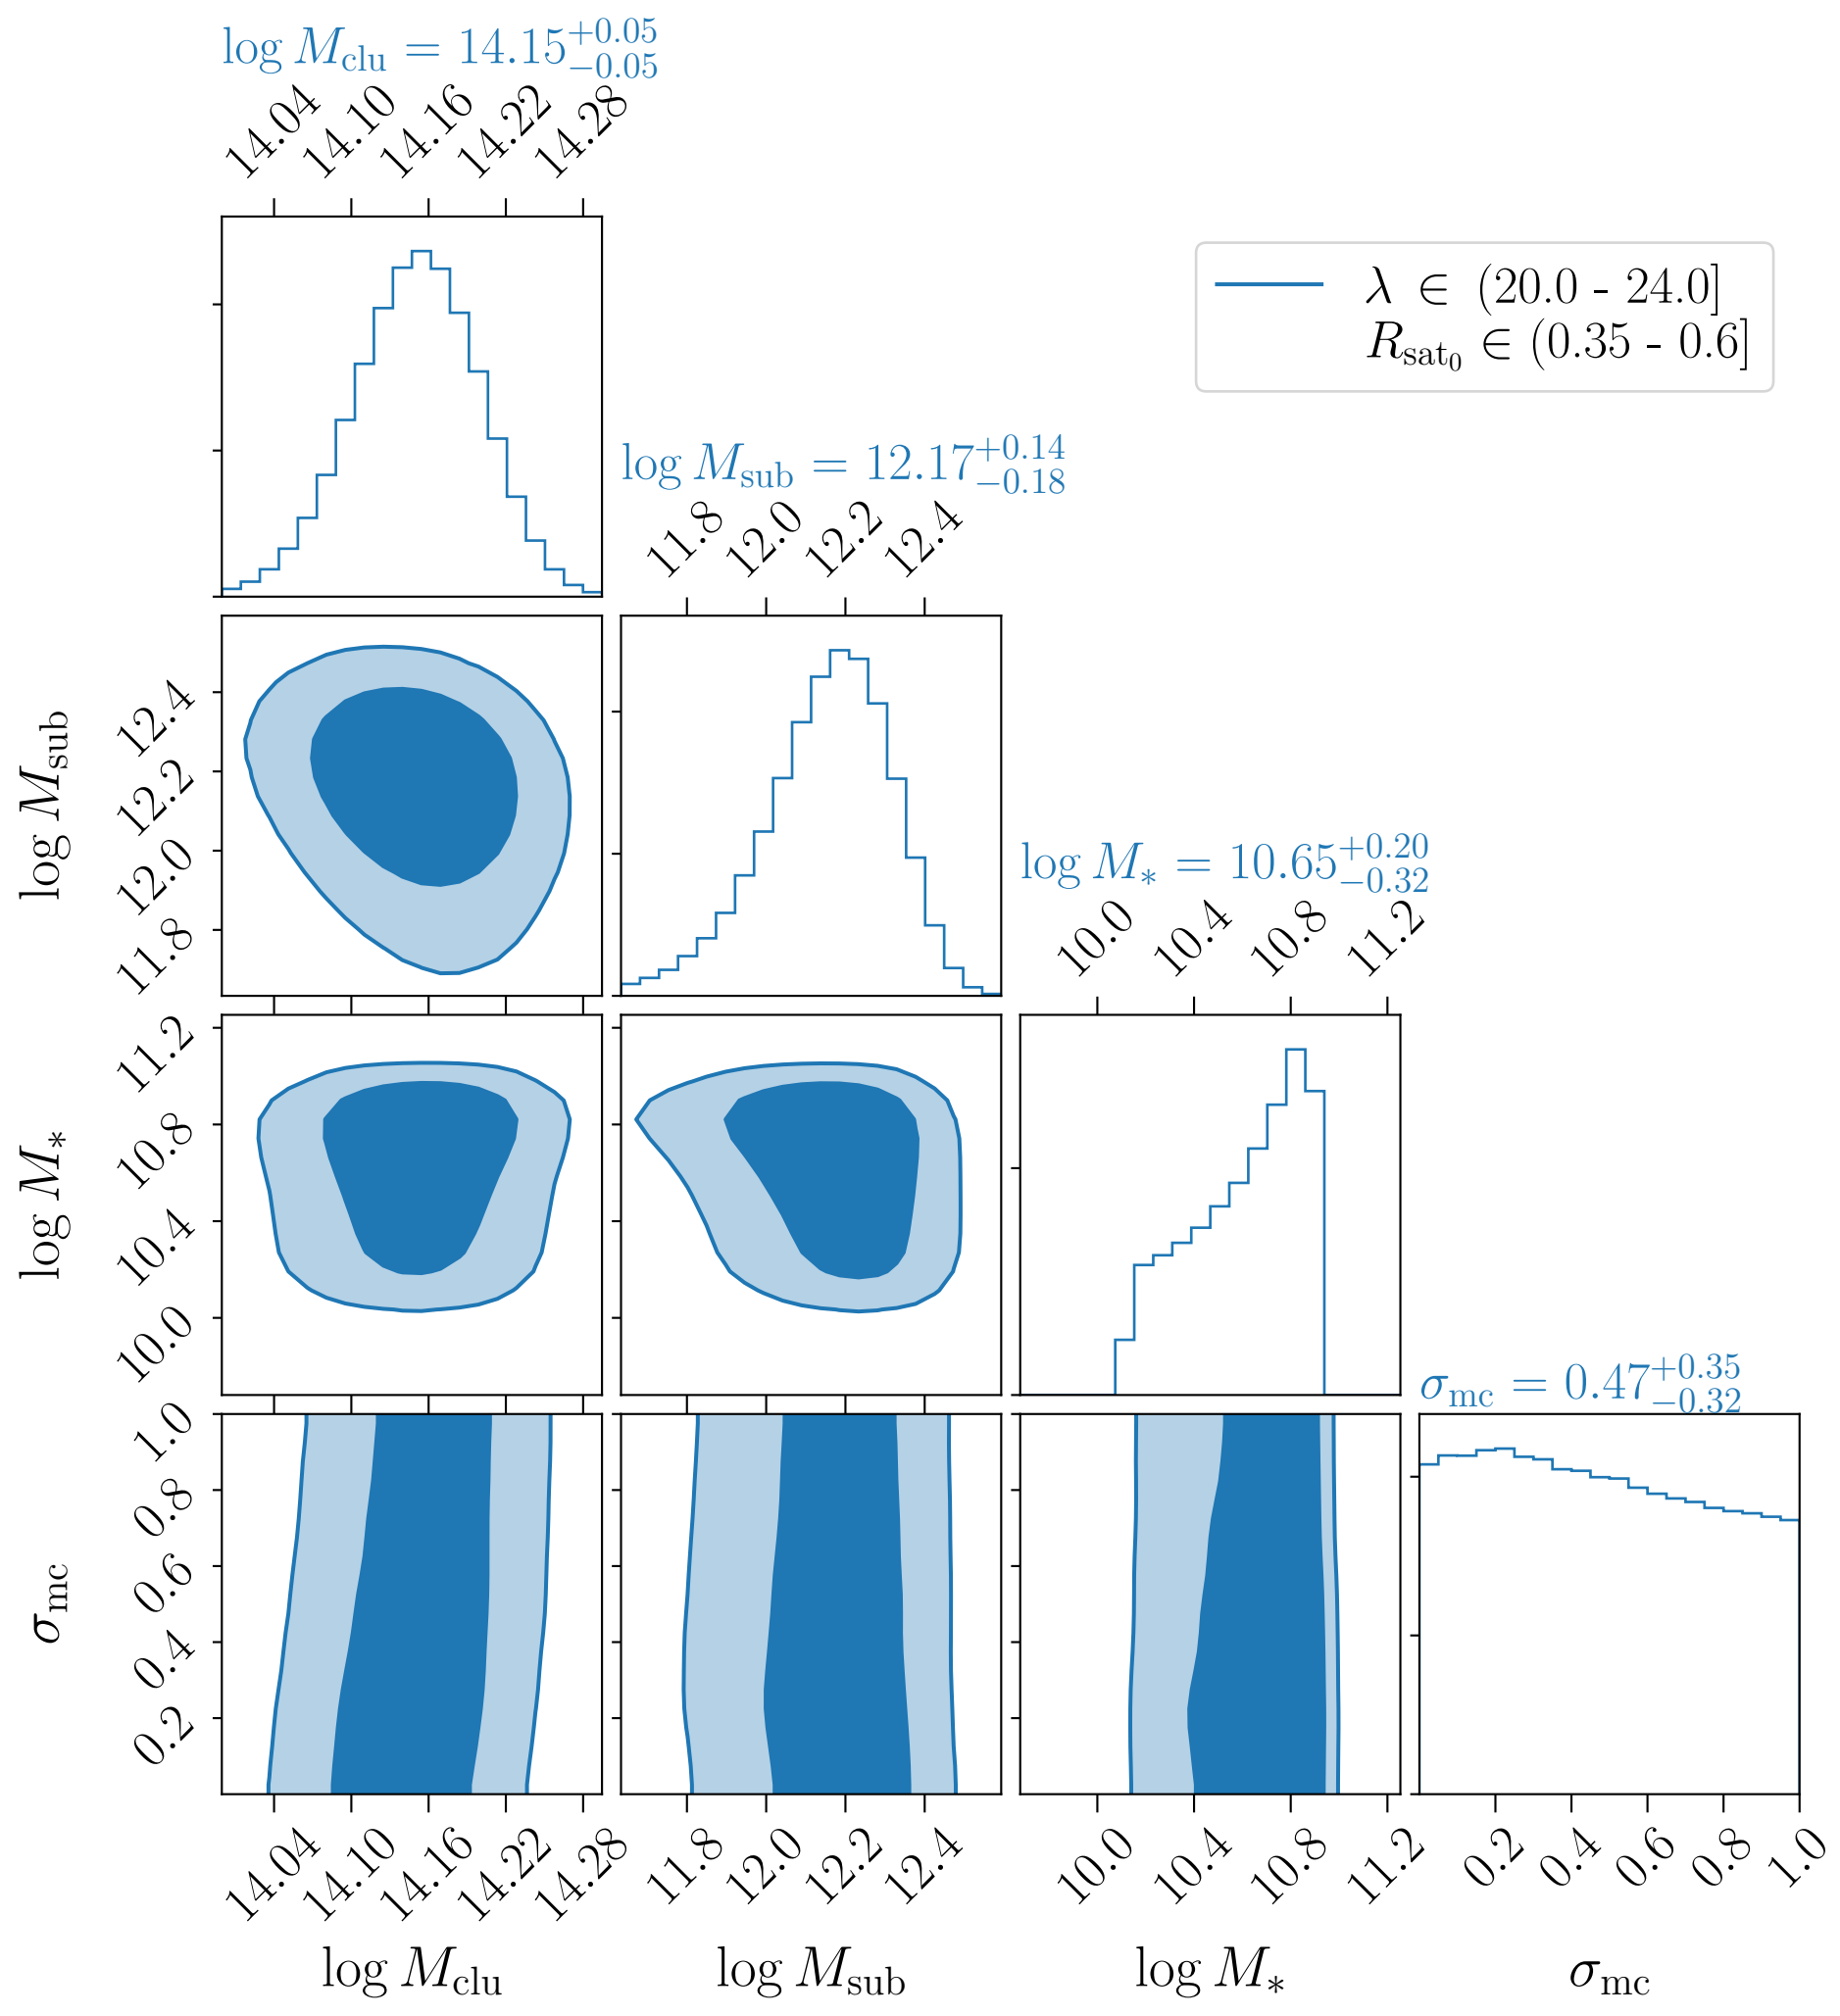 log M_clu = 14.15^{+0.05}_{−0.05}
14.04 14.10 14.16 14.22 14.28
λ ∈ (20.0 - 24.0]
R_{sat_0} ∈ (0.35 - 0.6]
log M_sub = 12.17^{+0.14}_{−0.18}
11.8 12.0 12.2 12.4
log M_sub
12.4
12.2
12.0
11.8
log M_* = 10.65^{+0.20}_{−0.32}
10.0 10.4 10.8 11.2
log M_*
11.2
10.8
10.4
10.0
σ_mc = 0.47^{+0.35}_{−0.32}
σ_mc
1.0
0.8
0.6
0.4
0.2
14.04 14.10 14.16 14.22 14.28 11.8 12.0 12.2 12.4 10.0 10.4 10.8 11.2 0.2 0.4 0.6 0.8 1.0
log M_clu log M_sub log M_* σ_mc